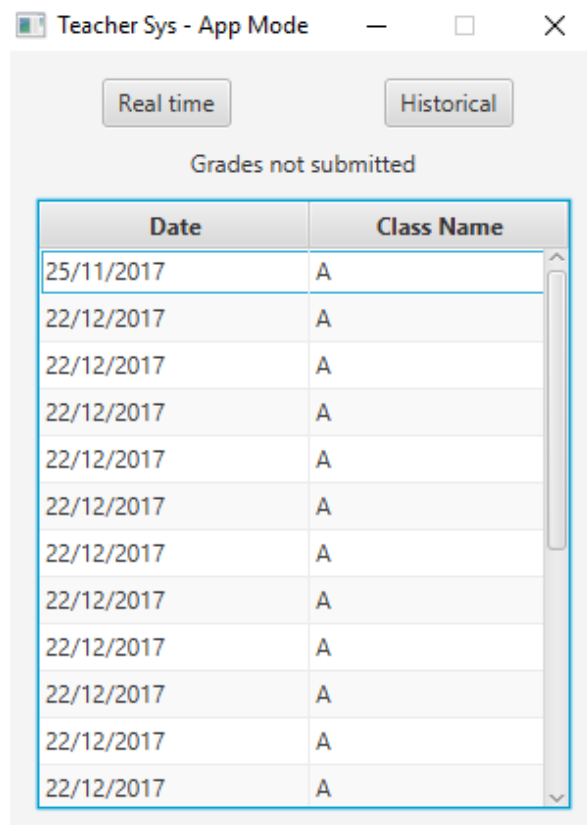 Teacher Sys - App Mode
Real time Historical
Grades not submitted
Date Class Name
25/11/2017 A
22/12/2017 A
22/12/2017 A
22/12/2017 A
22/12/2017 A
22/12/2017 A
22/12/2017 A
22/12/2017 A
22/12/2017 A
22/12/2017 A
22/12/2017 A
22/12/2017 A